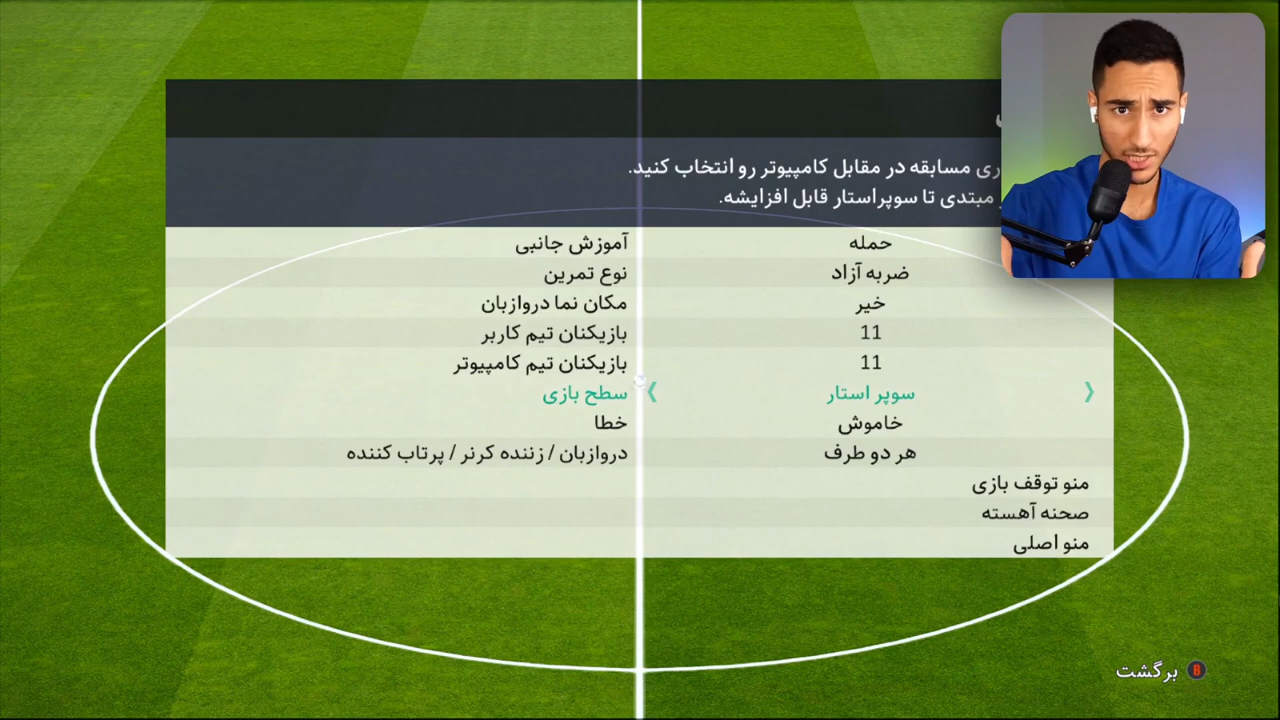 مسابقه در مقابل کامپیوتر رو انتخاب کنید.
مبتدی تا سوپراستار قابل افزایشه.
آموزش جانبی حمله
نوع تمرین ضربه آزاد
مکان نما دروازبان خیر
بازیکنان تیم کاربر 11
بازیکنان تیم کامپیوتر 11
سطح بازی سوپر استار
خطا خاموش
دروازبان / زننده کرنر / پرتاب کننده هر دو طرف
منو توقف بازی
صحنه آهسته
منو اصلی
برگشت B